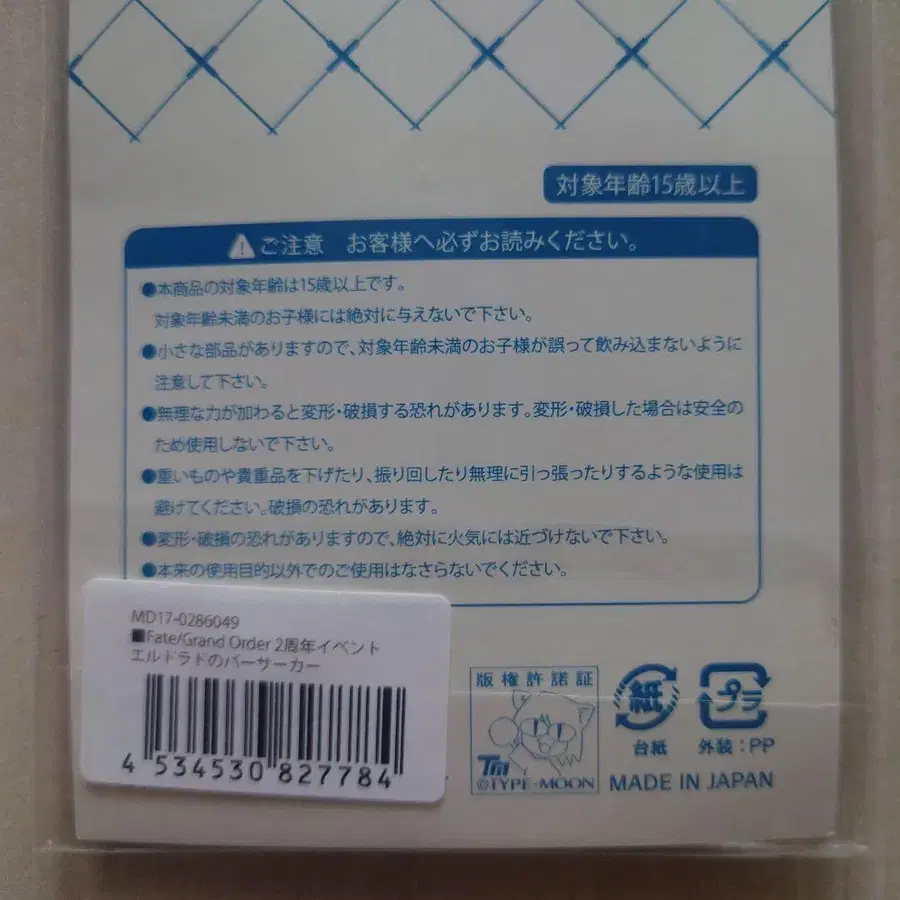 対象年齢15歳以上
ご注意 お客様へ必ずお読みください。
●本商品の対象年齢は15歳以上です。
対象年齢未満のお子様には絶対に与えないで下さい。
●小さな部品がありますので、対象年齢未満のお子様が誤って飲み込まないように
注意して下さい。
●無理な力が加わると変形・破損する恐れがあります。変形・破損した場合は安全の
ため使用しないで下さい。
●重いものや貴重品を下げたり、振り回したり無理に引っ張ったりするような使用は
避けてください。破損の恐れがあります。
●変形・破損の恐れがありますので、絶対に火気には近づけないで下さい。
●本来の使用目的以外でのご使用はなさらないでください。
MD17-0286049
■Fate/Grand Order 2周年イベント
エルドラドのバーサーカー
4 534530 827784
版権許諾証
TM
©TYPE-MOON
紙
台紙
プラ
外装：PP
MADE IN JAPAN